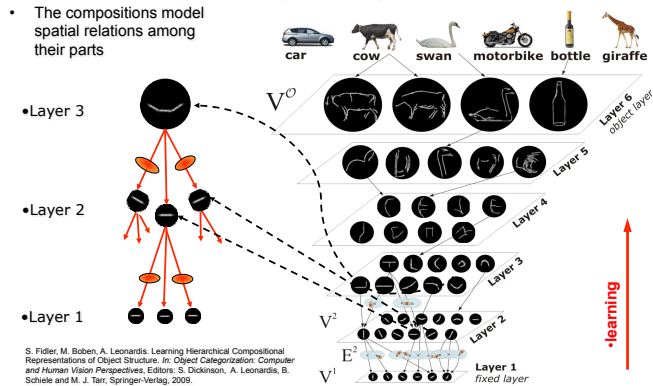 • The compositions model
spatial relations among
their parts
car cow swan motorbike bottle giraffe
V^O
Layer 6
object layer
•Layer 3
Layer 5
•Layer 2
Layer 4
Layer 3
V²
Layer 2
E²
•Layer 1
V¹
Layer 1
fixed layer
•learning
S. Fidler, M. Boben, A. Leonardis. Learning Hierarchical Compositional
Representations of Object Structure. In: Object Categorization: Computer
and Human Vision Perspectives, Editors: S. Dickinson, A. Leonardis, B.
Schiele and M. J. Tarr, Springer-Verlag, 2009.